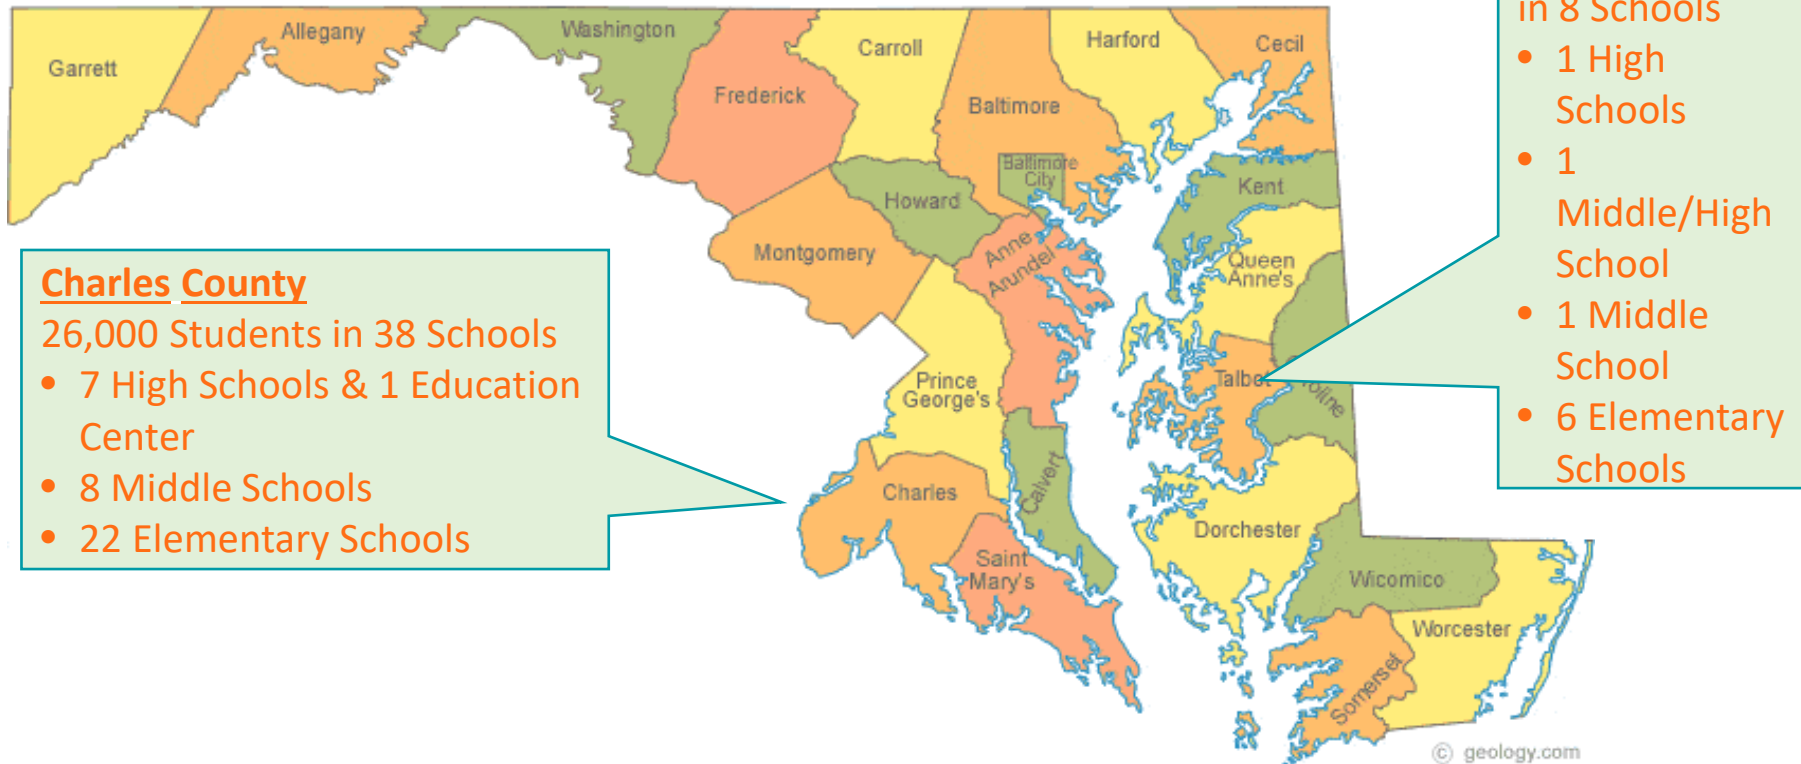 Garrett
Allegany
Washington
Frederick
Carroll
Baltimore
Harford
Cecil
Baltimore
City
Howard
Kent
Montgomery
Anne
Arundel
Queen
Anne's
Prince
George's
Talbot
Charles
Calvert
Saint
Mary's
Dorchester
Wicomico
Worcester
Somerset
Charles County
26,000 Students in 38 Schools
• 7 High Schools & 1 Education
Center
• 8 Middle Schools
• 22 Elementary Schools
in 8 Schools
• 1 High
Schools
• 1
Middle/High
School
• 1 Middle
School
• 6 Elementary
Schools
© geology.com